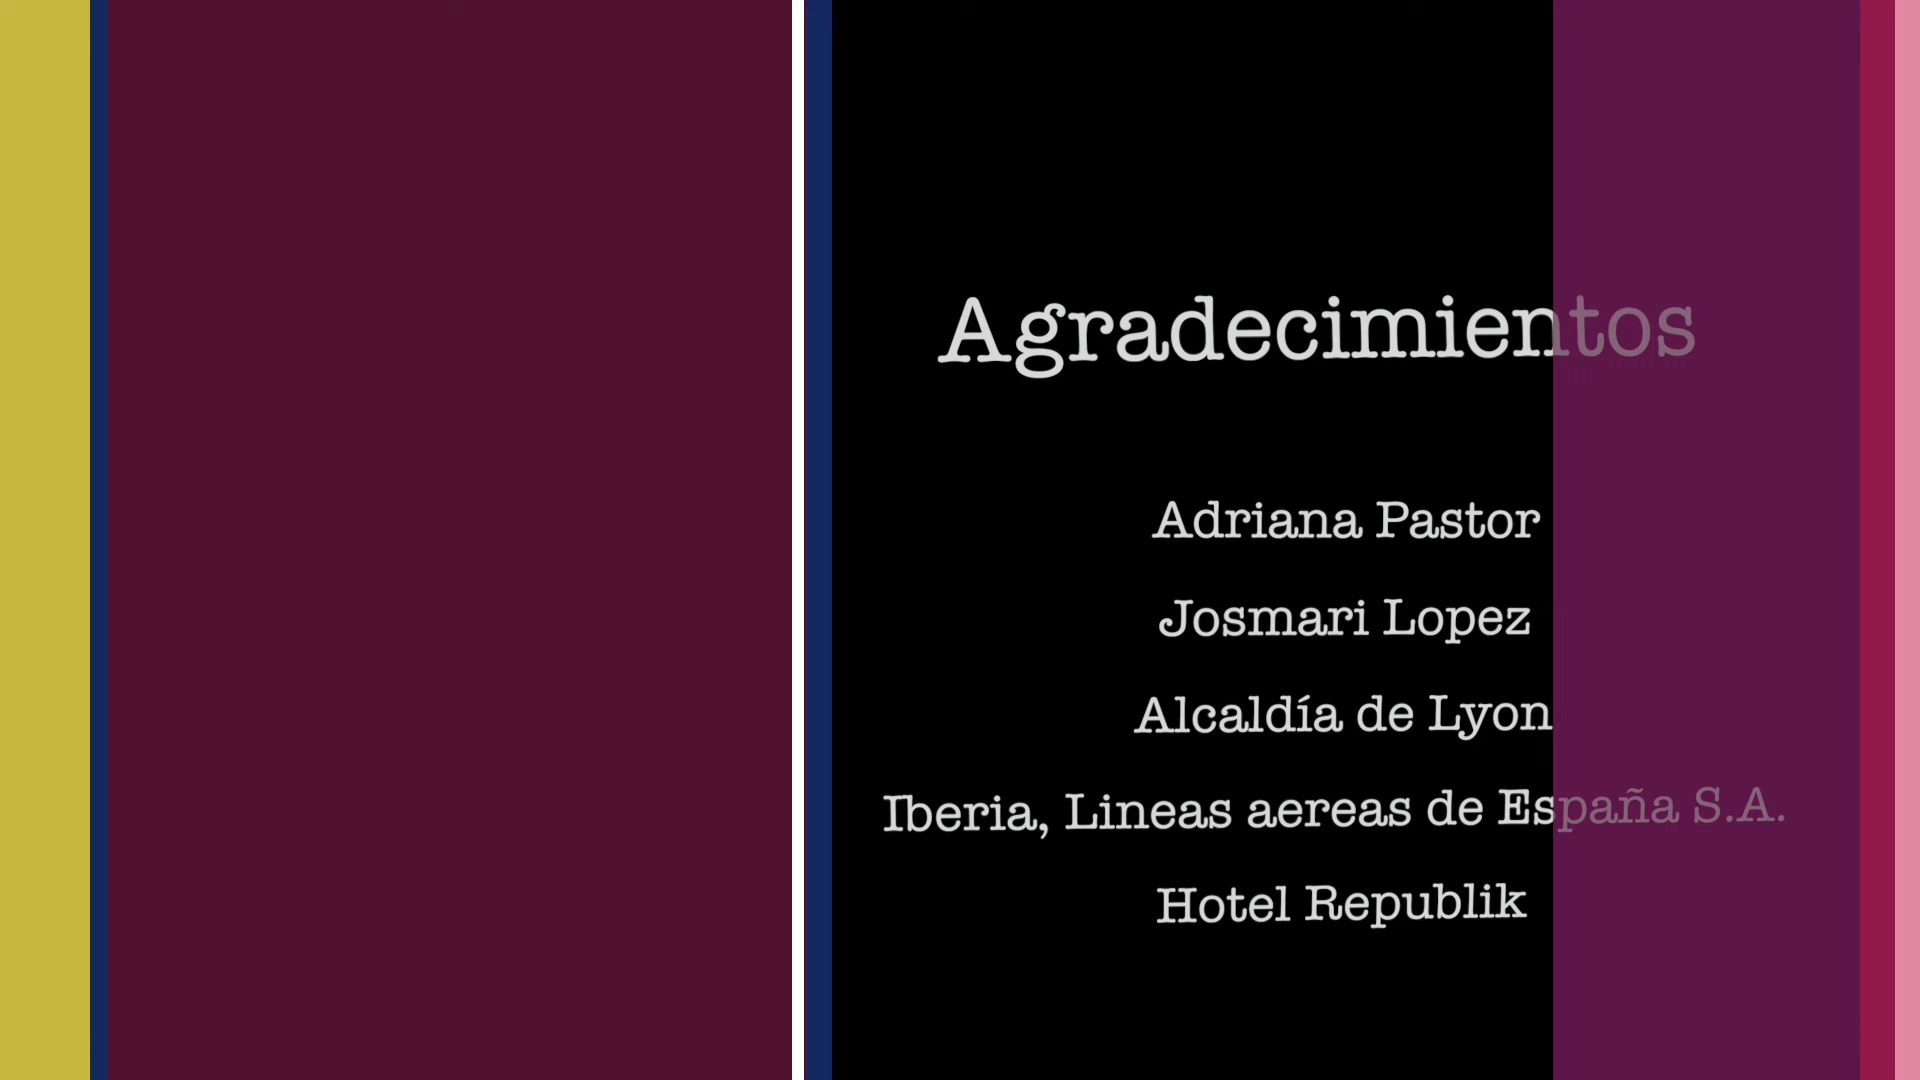 Agradecimientos
Adriana Pastor
Josmari Lopez
Alcaldía de Lyon
Iberia, Lineas aereas de España S.A.
Hotel Republik